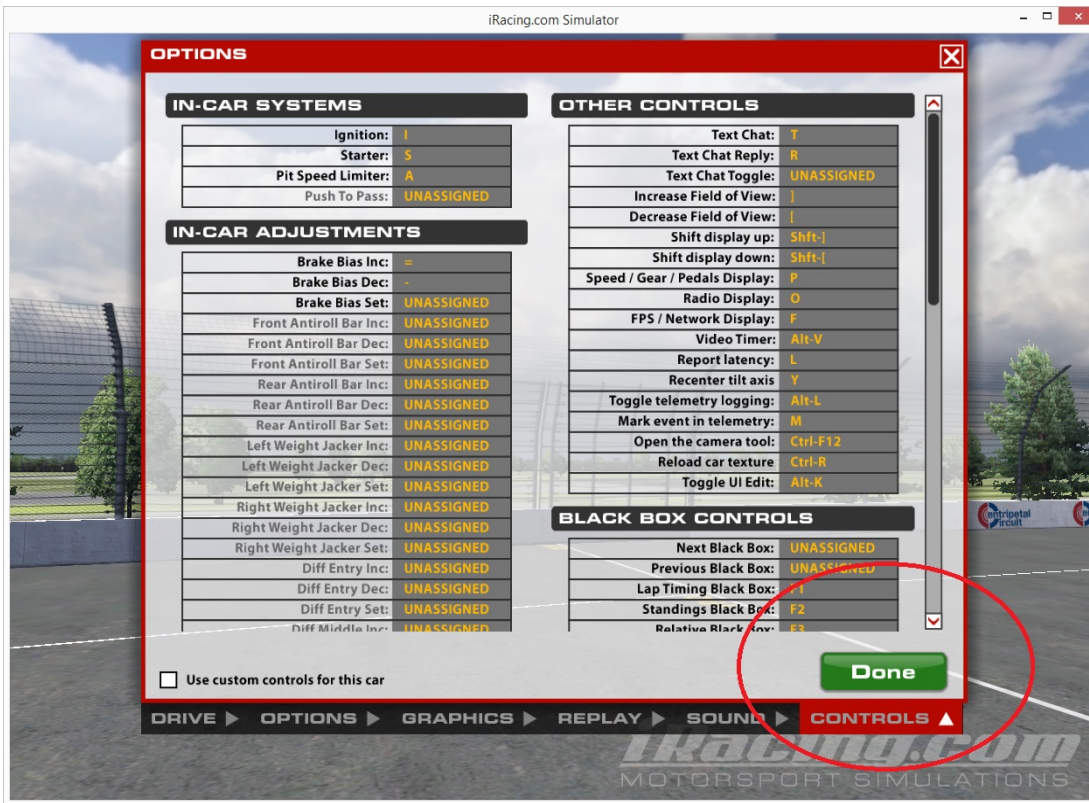 iRacing.com Simulator
OPTIONS
IN-CAR SYSTEMS
Ignition: I
Starter: S
Pit Speed Limiter: A
Push To Pass: UNASSIGNED
IN-CAR ADJUSTMENTS
Brake Bias Inc: =
Brake Bias Dec: -
Brake Bias Set: UNASSIGNED
Front Antiroll Bar Inc: UNASSIGNED
Front Antiroll Bar Dec: UNASSIGNED
Front Antiroll Bar Set: UNASSIGNED
Rear Antiroll Bar Inc: UNASSIGNED
Rear Antiroll Bar Dec: UNASSIGNED
Rear Antiroll Bar Set: UNASSIGNED
Left Weight Jacker Inc: UNASSIGNED
Left Weight Jacker Dec: UNASSIGNED
Left Weight Jacker Set: UNASSIGNED
Right Weight Jacker Inc: UNASSIGNED
Right Weight Jacker Dec: UNASSIGNED
Right Weight Jacker Set: UNASSIGNED
Diff Entry Inc: UNASSIGNED
Diff Entry Dec: UNASSIGNED
Diff Entry Set: UNASSIGNED
Diff Middle Inc: UNASSIGNED
OTHER CONTROLS
Text Chat: T
Text Chat Reply: R
Text Chat Toggle: UNASSIGNED
Increase Field of View: ]
Decrease Field of View: [
Shift display up: Shft-]
Shift display down: Shft-[
Speed / Gear / Pedals Display: P
Radio Display: O
FPS / Network Display: F
Video Timer: Alt-V
Report latency: L
Recenter tilt axis Y
Toggle telemetry logging: Alt-L
Mark event in telemetry: M
Open the camera tool: Ctrl-F12
Reload car texture Ctrl-R
Toggle UI Edit: Alt-K
BLACK BOX CONTROLS
Next Black Box: UNASSIGNED
Previous Black Box: UNASSIGNED
Lap Timing Black Box: F1
Standings Black Box: F2
Relative Black Box: F3
Use custom controls for this car
Done
DRIVE OPTIONS GRAPHICS REPLAY SOUND CONTROLS
Centripetal
Circuit
iRacing.com
MOTORSPORT SIMULATIONS